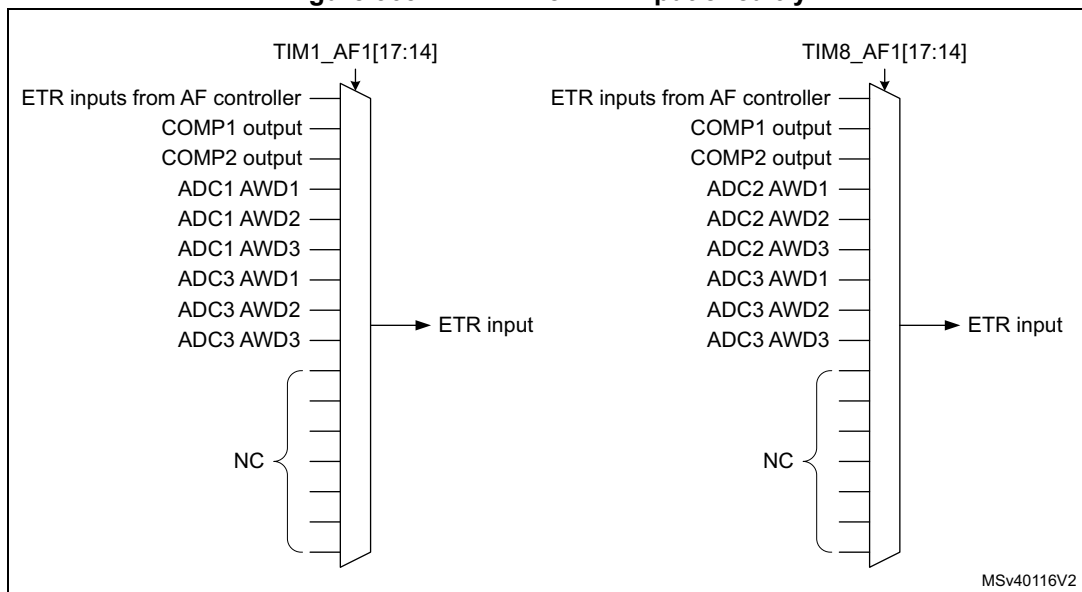 TIM1_AF1[17:14]
ETR inputs from AF controller
COMP1 output
COMP2 output
ADC1 AWD1
ADC1 AWD2
ADC1 AWD3
ADC3 AWD1
ADC3 AWD2
ADC3 AWD3
ETR input
NC
TIM8_AF1[17:14]
ETR inputs from AF controller
COMP1 output
COMP2 output
ADC2 AWD1
ADC2 AWD2
ADC2 AWD3
ADC3 AWD1
ADC3 AWD2
ADC3 AWD3
ETR input
NC
MSv40116V2